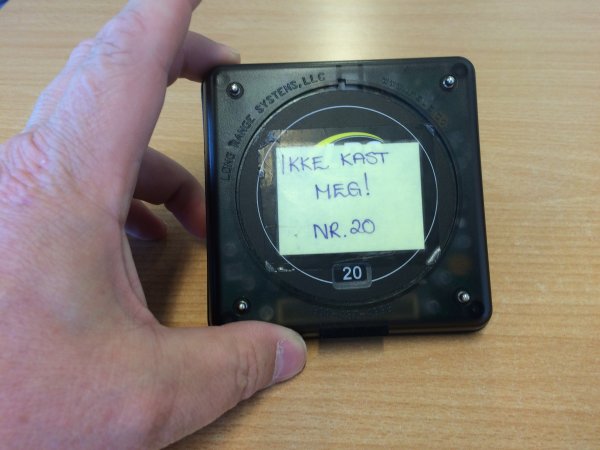 LONG RANGE SYSTEMS, LLC
IKKE KAST
MEG!
NR.20
20